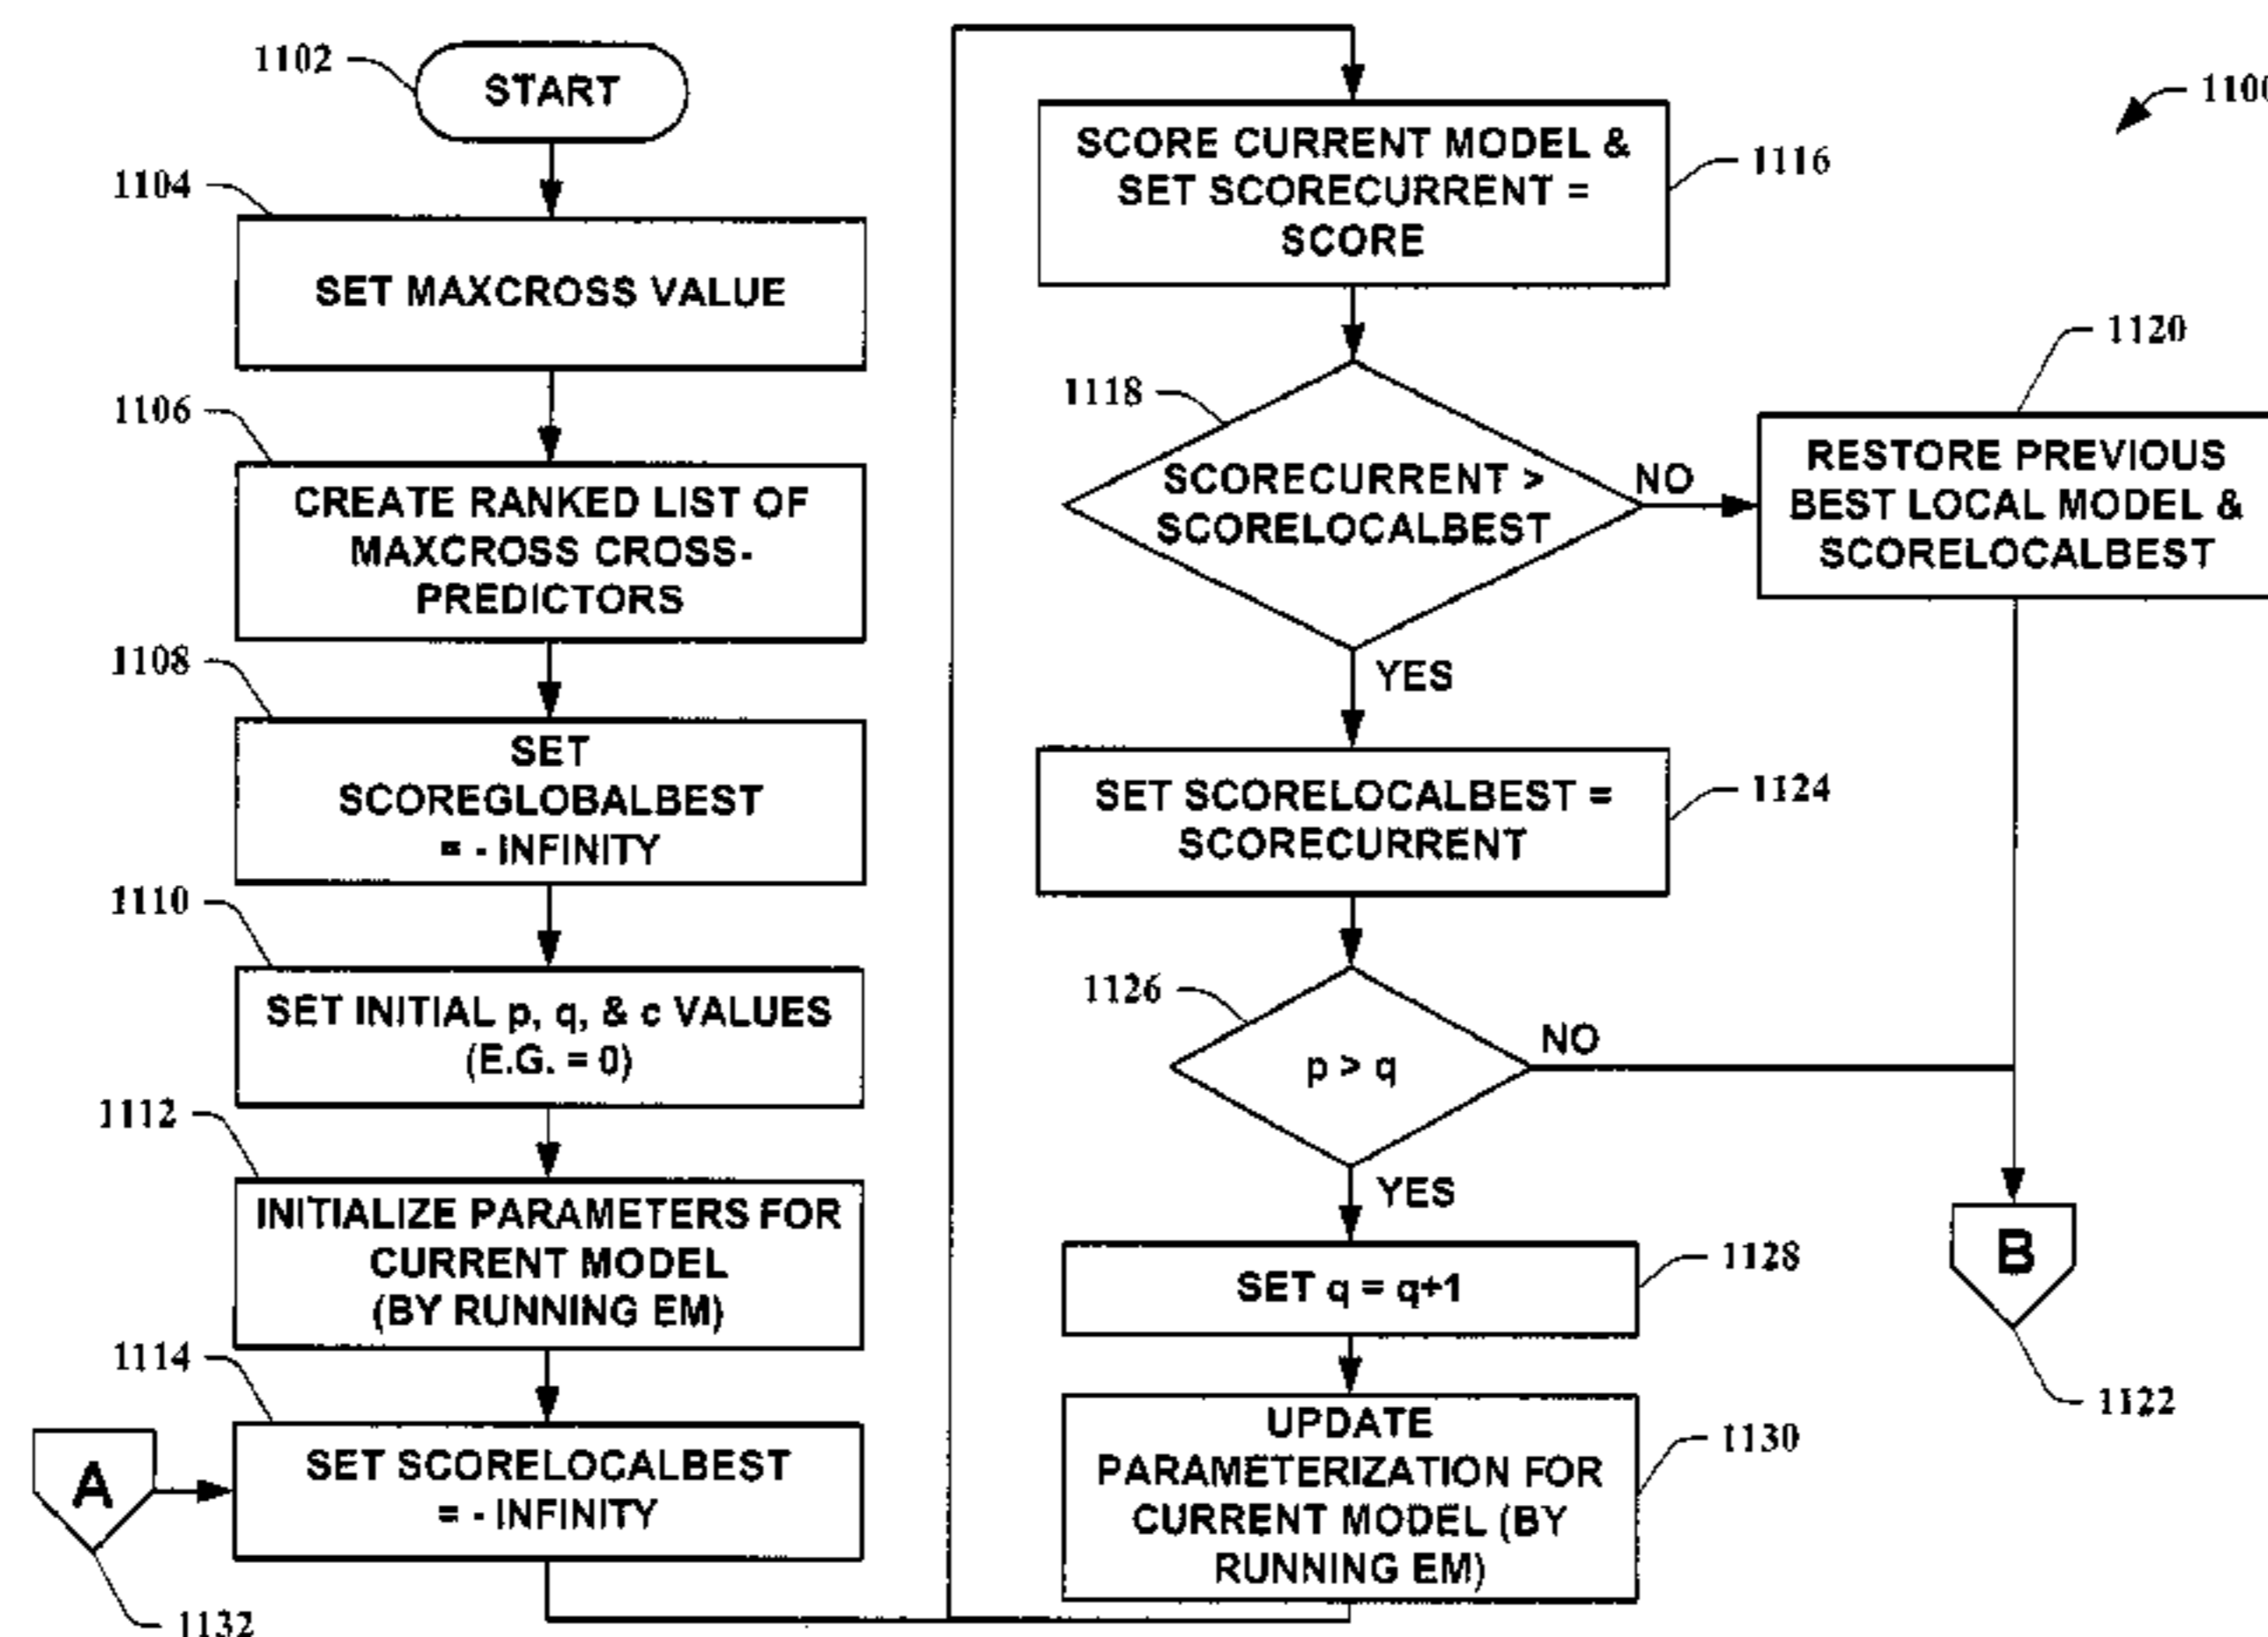 1102
START
1104
SET MAXCROSS VALUE
1106
CREATE RANKED LIST OF
MAXCROSS CROSS-
PREDICTORS
1108
SET
SCOREGLOBALBEST
= - INFINITY
1110
SET INITIAL p, q, & c VALUES
(E.G. = 0)
1112
INITIALIZE PARAMETERS FOR
CURRENT MODEL
(BY RUNNING EM)
1114
SET SCORELOCALBEST
= - INFINITY
A
1132
1100
SCORE CURRENT MODEL &
SET SCORECURRENT =
SCORE
1116
1118
SCORECURRENT >
SCORELOCALBEST
NO
1120
RESTORE PREVIOUS
BEST LOCAL MODEL &
SCORELOCALBEST
YES
SET SCORELOCALBEST =
SCORECURRENT
1124
1126
p > q
NO
YES
SET q = q+1
1128
UPDATE
PARAMETERIZATION FOR
CURRENT MODEL (BY
RUNNING EM)
1130
B
1122